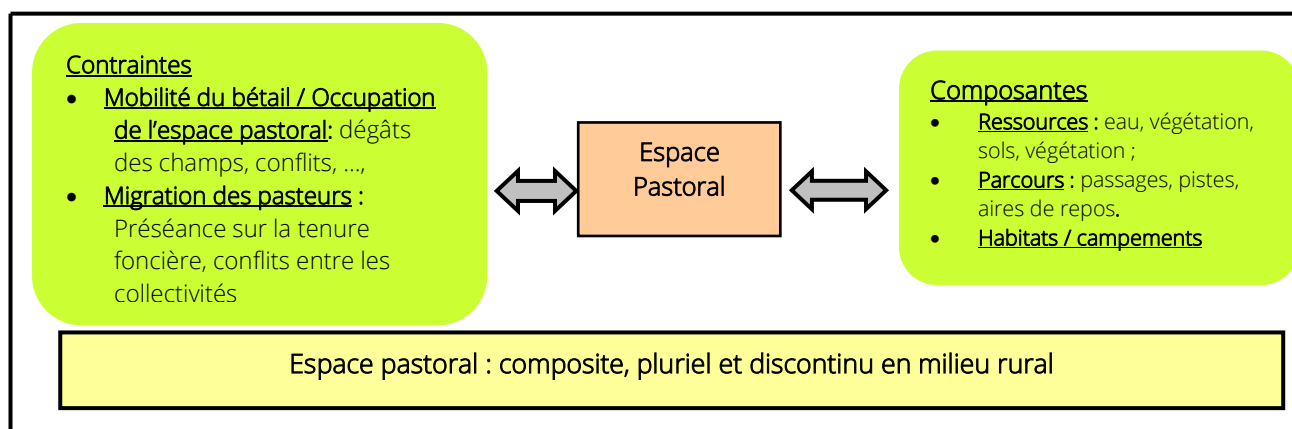 Contraintes
• Mobilité du bétail / Occupation
de l’espace pastoral: dégâts
des champs, conflits, …,
• Migration des pasteurs :
Préséance sur la tenure
foncière, conflits entre les
collectivités
Espace
Pastoral
Composantes
• Ressources : eau, végétation,
sols, végétation ;
• Parcours : passages, pistes,
aires de repos.
• Habitats / campements
Espace pastoral : composite, pluriel et discontinu en milieu rural